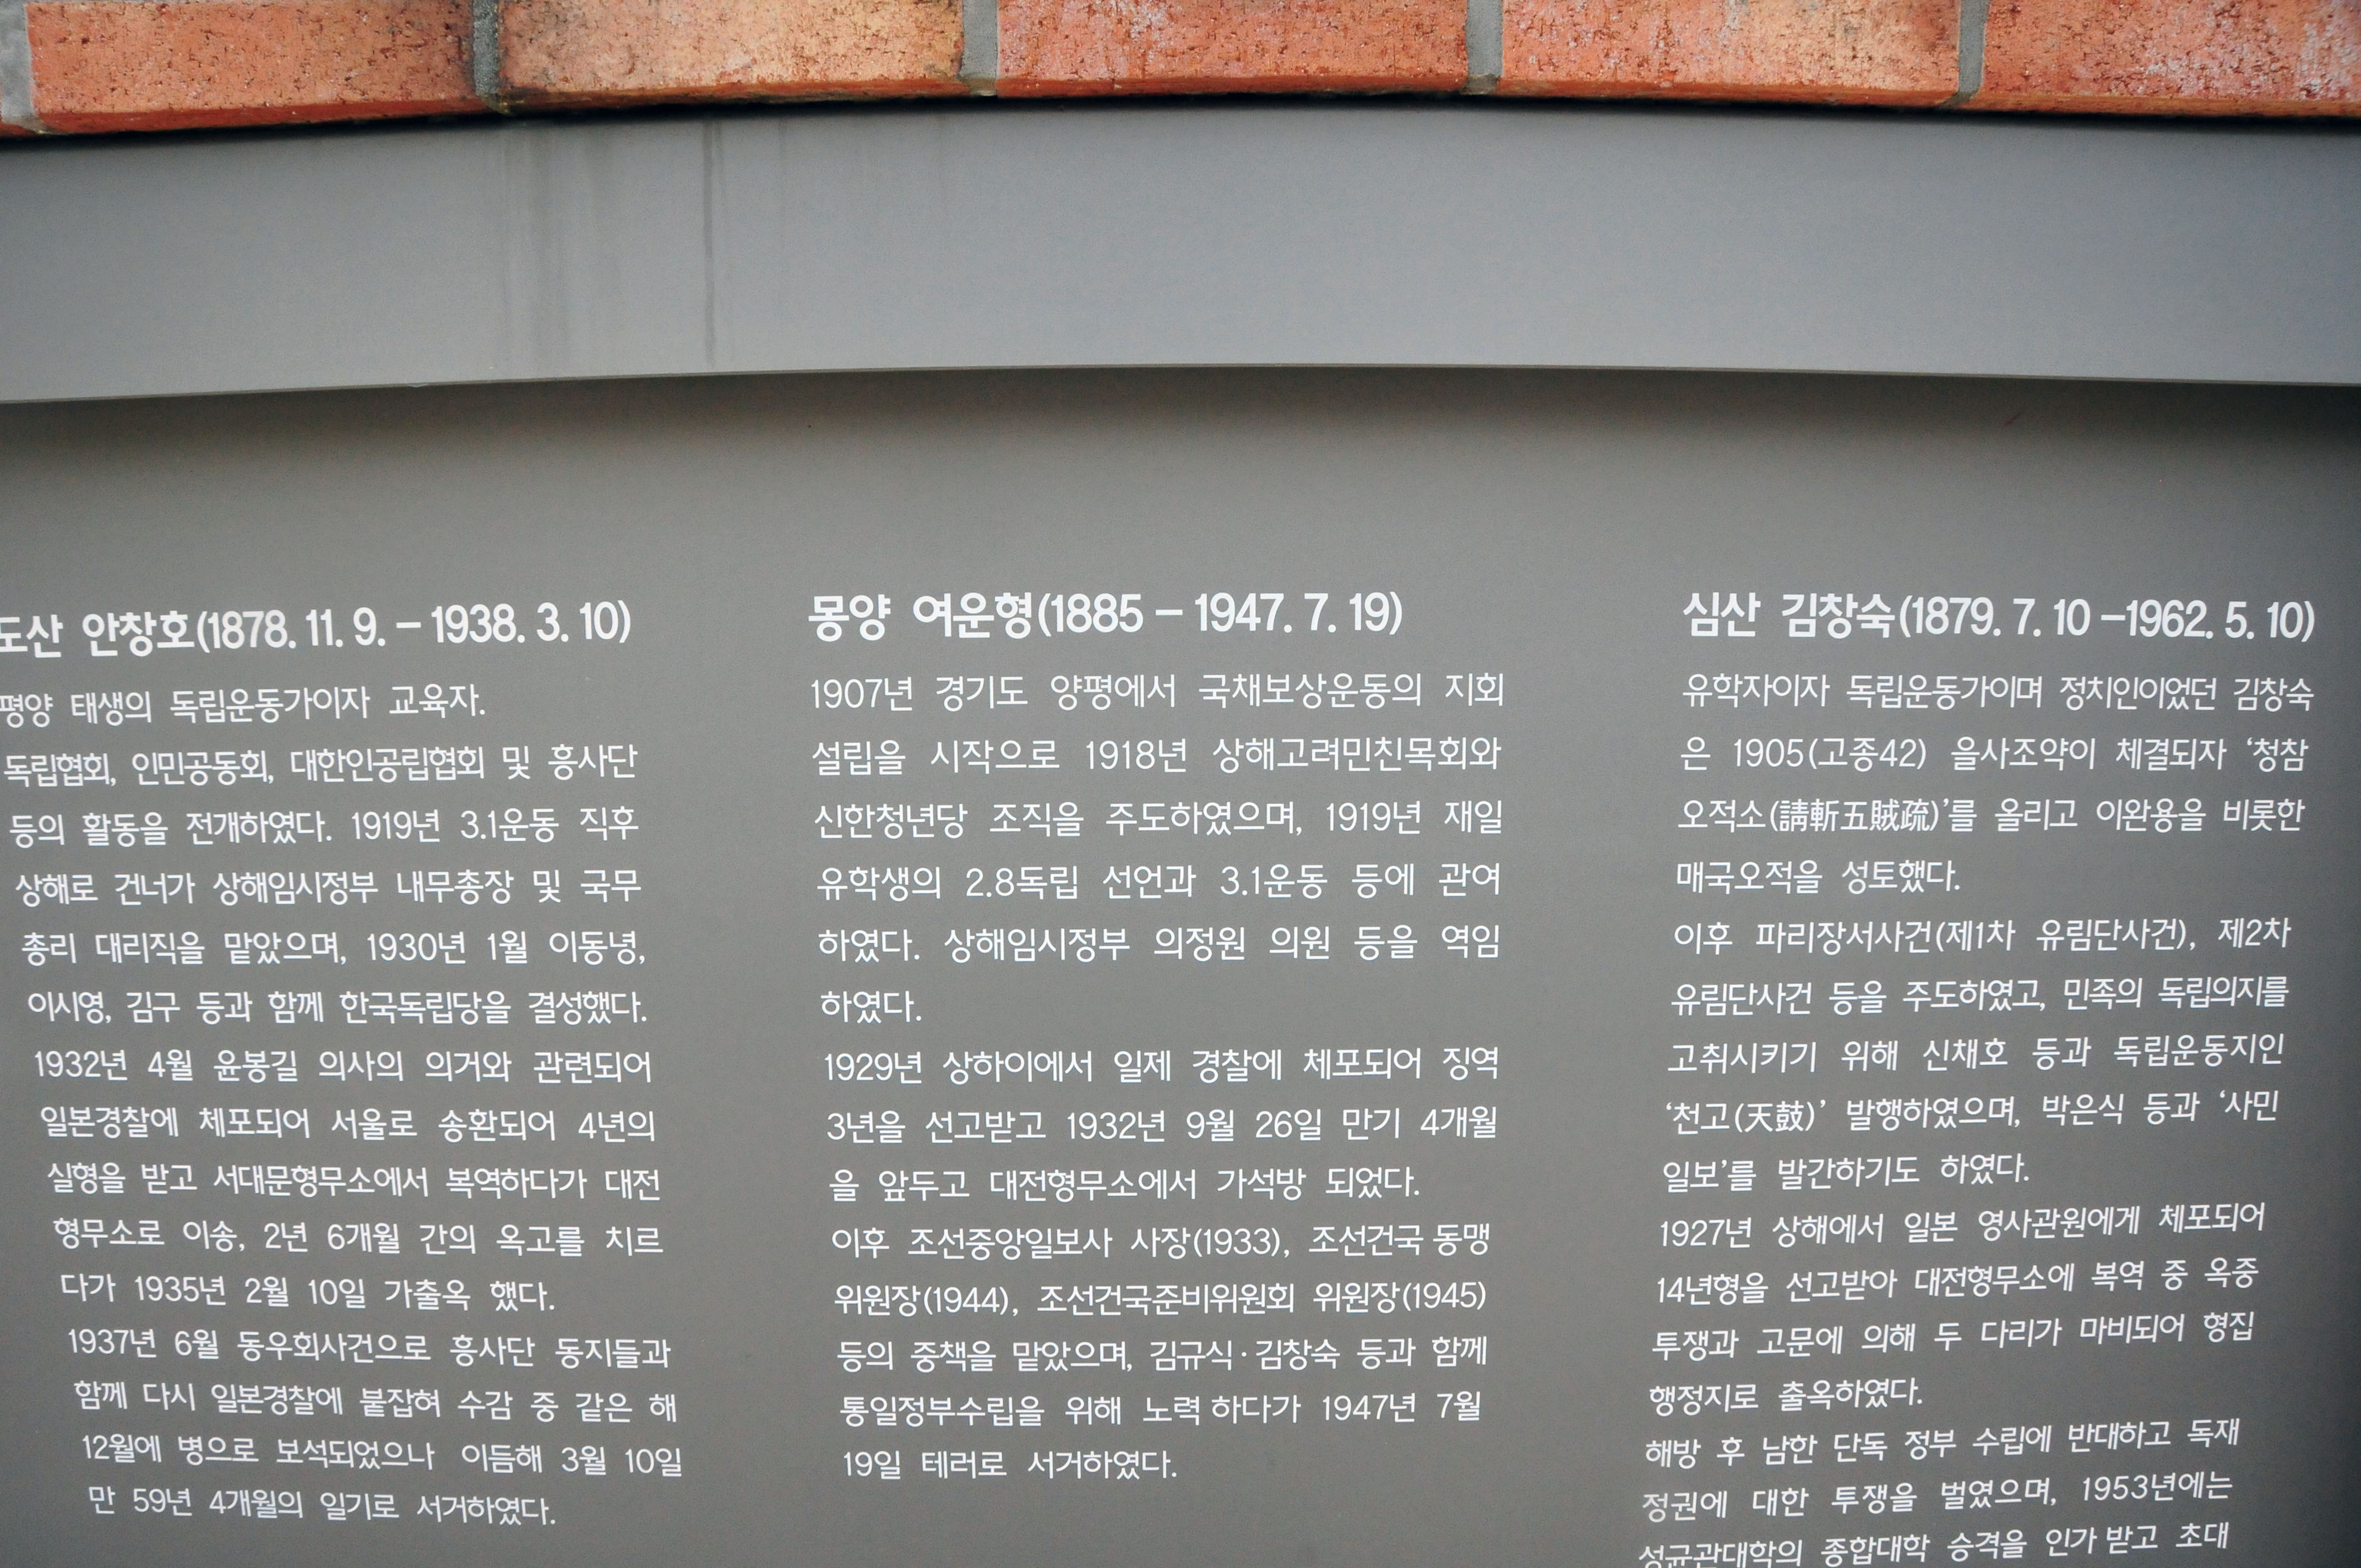 도산 안창호(1878. 11. 9. – 1938. 3. 10)
평양 태생의 독립운동가이자 교육자.
독립협회, 인민공동회, 대한인공립협회 및 흥사단
등의 활동을 전개하였다. 1919년 3.1운동 직후
상해로 건너가 상해임시정부 내무총장 및 국무
총리 대리직을 맡았으며, 1930년 1월 이동녕,
이시영, 김구 등과 함께 한국독립당을 결성했다.
1932년 4월 윤봉길 의사의 의거와 관련되어
일본경찰에 체포되어 서울로 송환되어 4년의
실형을 받고 서대문형무소에서 복역하다가 대전
형무소로 이송, 2년 6개월 간의 옥고를 치르
다가 1935년 2월 10일 가출옥 했다.
1937년 6월 동우회사건으로 흥사단 동지들과
함께 다시 일본경찰에 붙잡혀 수감 중 같은 해
12월에 병으로 보석되었으나 이듬해 3월 10일
만 59년 4개월의 일기로 서거하였다.
몽양 여운형(1885 – 1947. 7. 19)
1907년 경기도 양평에서 국채보상운동의 지회
설립을 시작으로 1918년 상해고려민친목회와
신한청년당 조직을 주도하였으며, 1919년 재일
유학생의 2.8독립 선언과 3.1운동 등에 관여
하였다. 상해임시정부 의정원 의원 등을 역임
하였다.
1929년 상하이에서 일제 경찰에 체포되어 징역
3년을 선고받고 1932년 9월 26일 만기 4개월
을 앞두고 대전형무소에서 가석방 되었다.
이후 조선중앙일보사 사장(1933), 조선건국 동맹
위원장(1944), 조선건국준비위원회 위원장(1945)
등의 중책을 맡았으며, 김규식·김창숙 등과 함께
통일정부수립을 위해 노력 하다가 1947년 7월
19일 테러로 서거하였다.
심산 김창숙(1879. 7. 10 –1962. 5. 10)
유학자이자 독립운동가이며 정치인이었던 김창숙
은 1905(고종42) 을사조약이 체결되자 ‘청참
오적소(請斬五賊疏)’를 올리고 이완용을 비롯한
매국오적을 성토했다.
이후 파리장서사건(제1차 유림단사건), 제2차
유림단사건 등을 주도하였고, 민족의 독립의지를
고취시키기 위해 신채호 등과 독립운동지인
‘천고(天鼓)’ 발행하였으며, 박은식 등과 ‘사민
일보’를 발간하기도 하였다.
1927년 상해에서 일본 영사관원에게 체포되어
14년형을 선고받아 대전형무소에 복역 중 옥중
투쟁과 고문에 의해 두 다리가 마비되어 형집
행정지로 출옥하였다.
해방 후 남한 단독 정부 수립에 반대하고 독재
정권에 대한 투쟁을 벌였으며, 1953년에는
성균관대학의 종합대학 승격을 인가 받고 초대